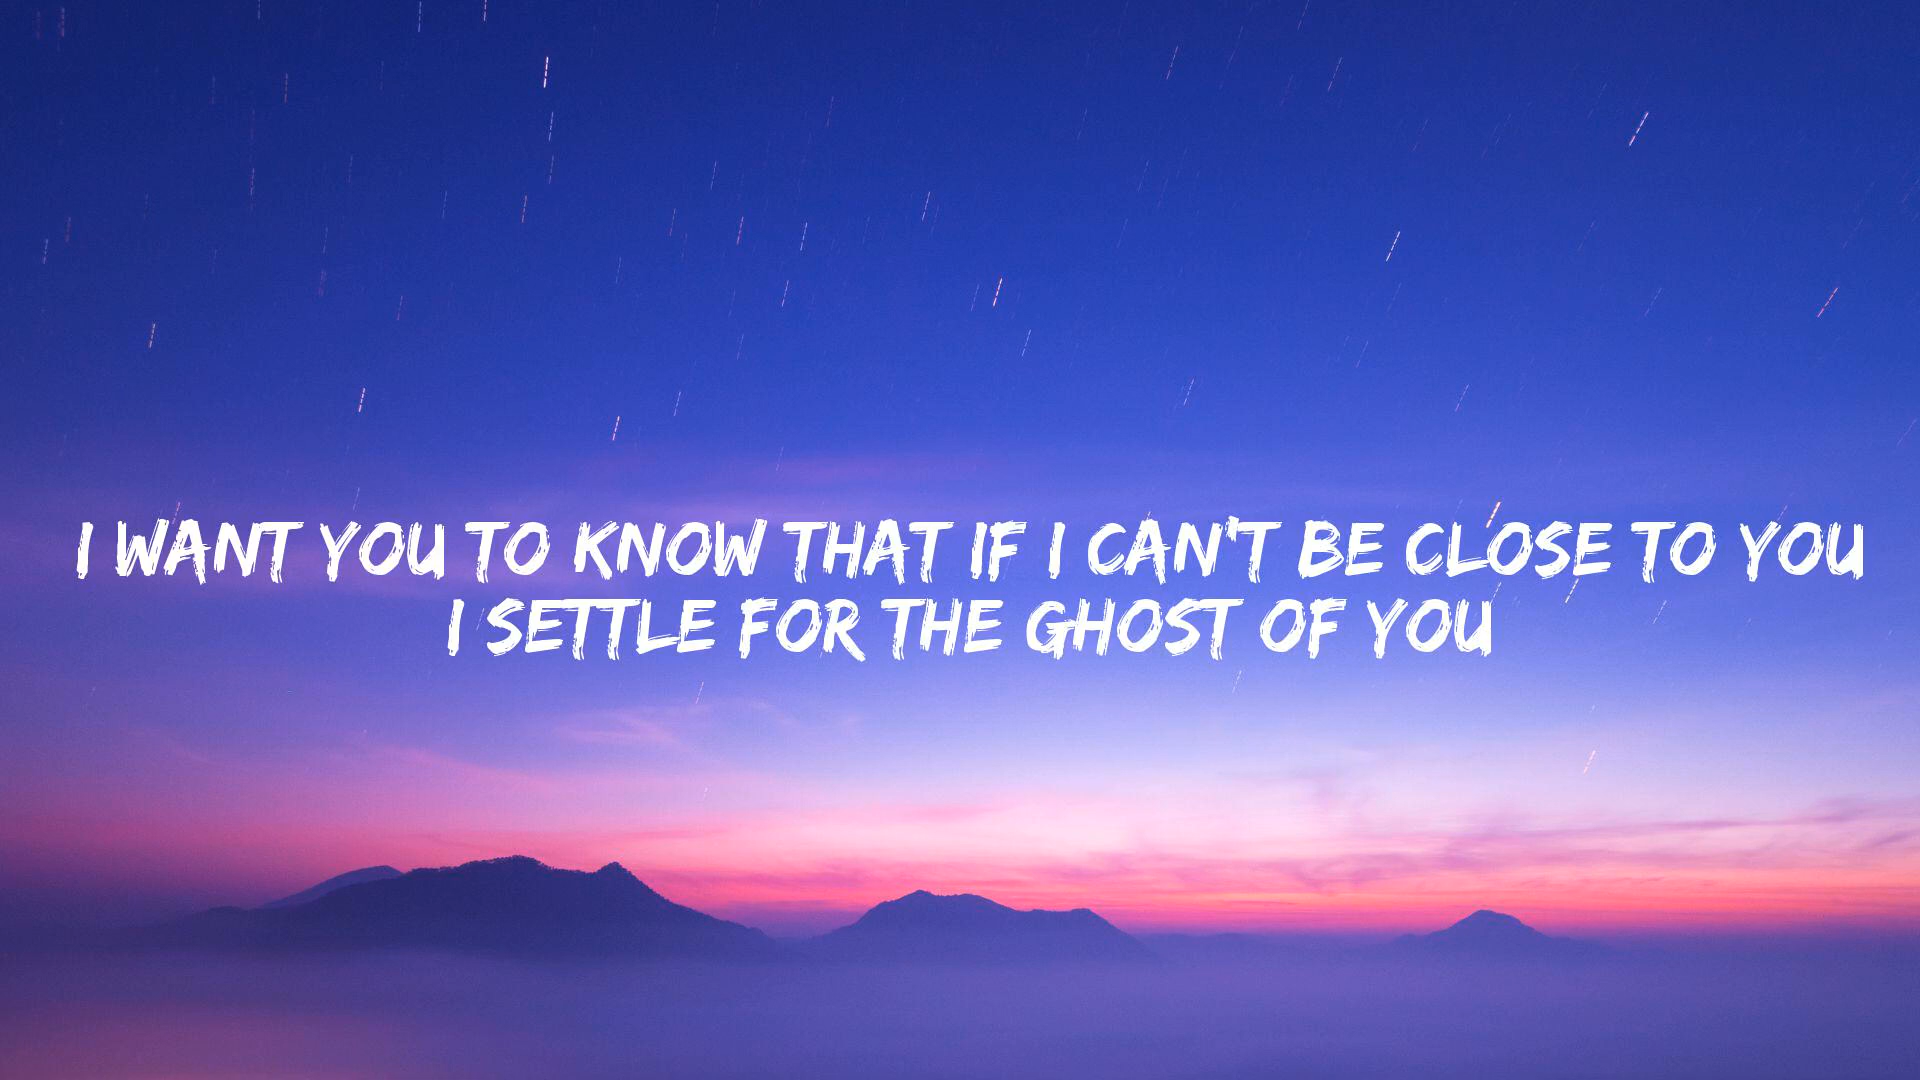 I WANT YOU TO KNOW THAT IF I CAN'T BE CLOSE TO YOU
I SETTLE FOR THE GHOST OF YOU